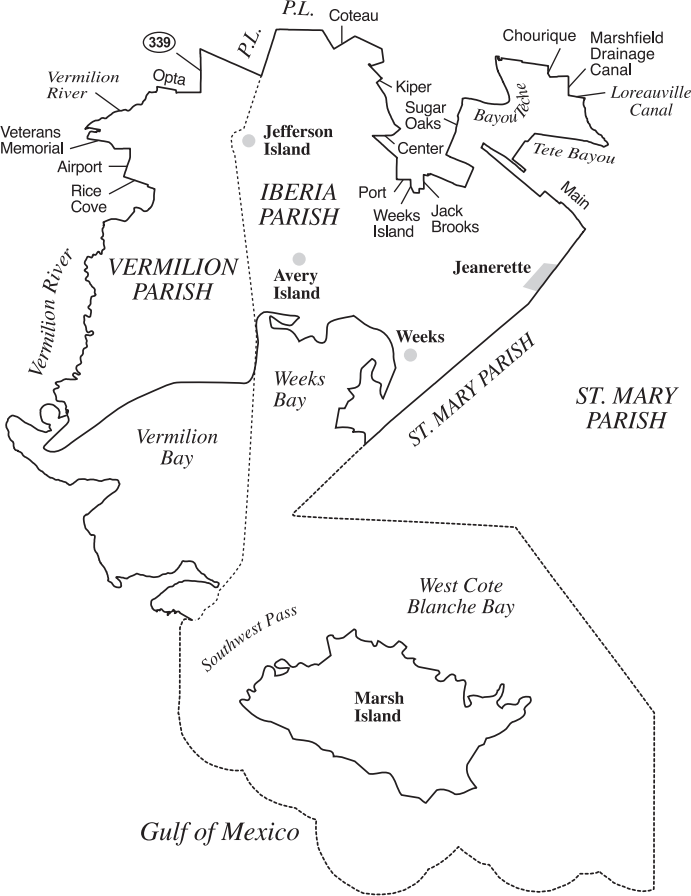 P.L.
Coteau
339
P.L.
Chourique
Marshfield
Drainage
Canal
Opta
Vermilion
River
Kiper
Loreauville
Canal
Sugar
Oaks
Bayou Teche
Veterans
Memorial
Jefferson
Island
Center
Tete Bayou
Airport
Rice
Cove
IBERIA
PARISH
Port
Weeks
Island
Jack
Brooks
Main
Vermilion River
VERMILION
PARISH
Avery
Island
Jeanerette
Weeks
Weeks
Bay
ST. MARY PARISH
ST. MARY
PARISH
Vermilion
Bay
West Cote
Blanche Bay
Southwest Pass
Marsh
Island
Gulf of Mexico